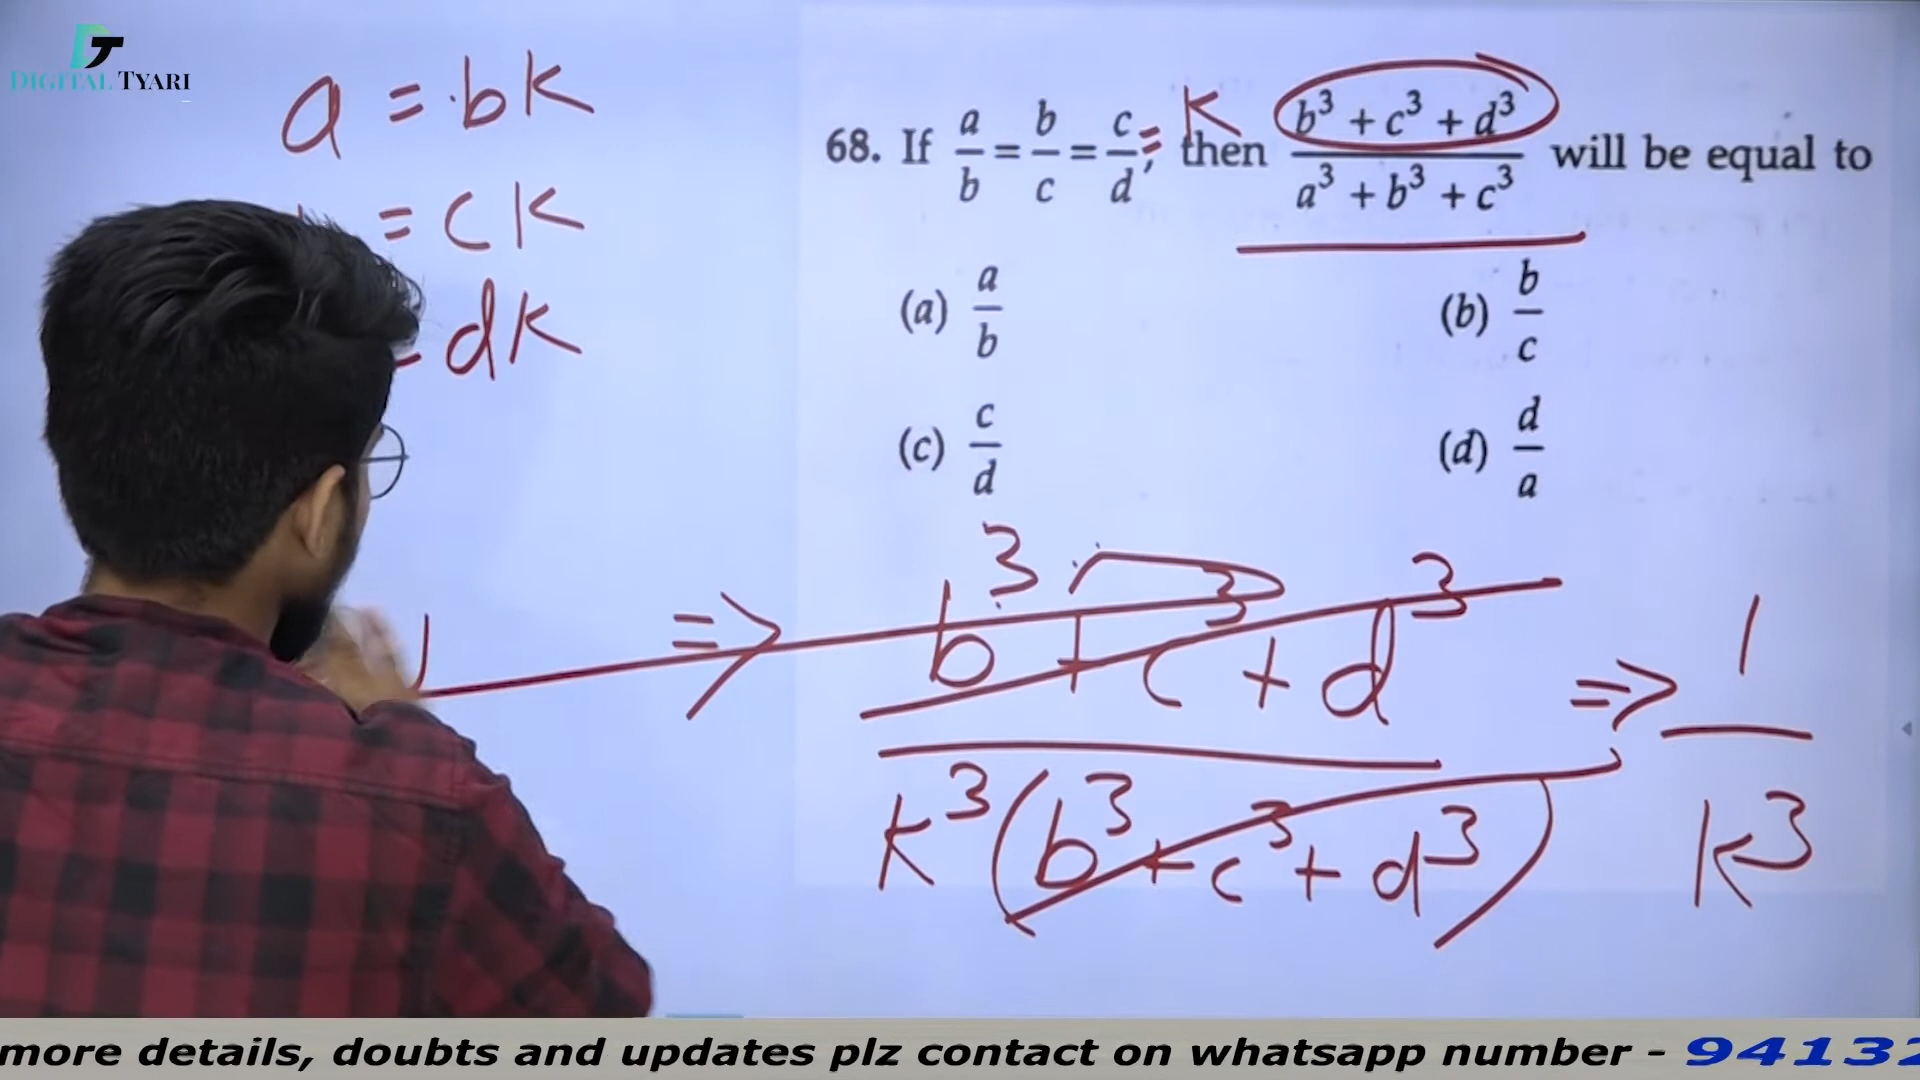 DT
DIGITAL TYARI
a = bk
= ck
= dk
68. If a/b = b/c = c/d, = K then (b³ + c³ + d³)/(a³ + b³ + c³) will be equal to
(a) a/b (b) b/c
(c) c/d (d) d/a
=> (b³ + c³ + d³)/(k³(b³ + c³ + d³)) => 1/k³
more details, doubts and updates plz contact on whatsapp number - 94132